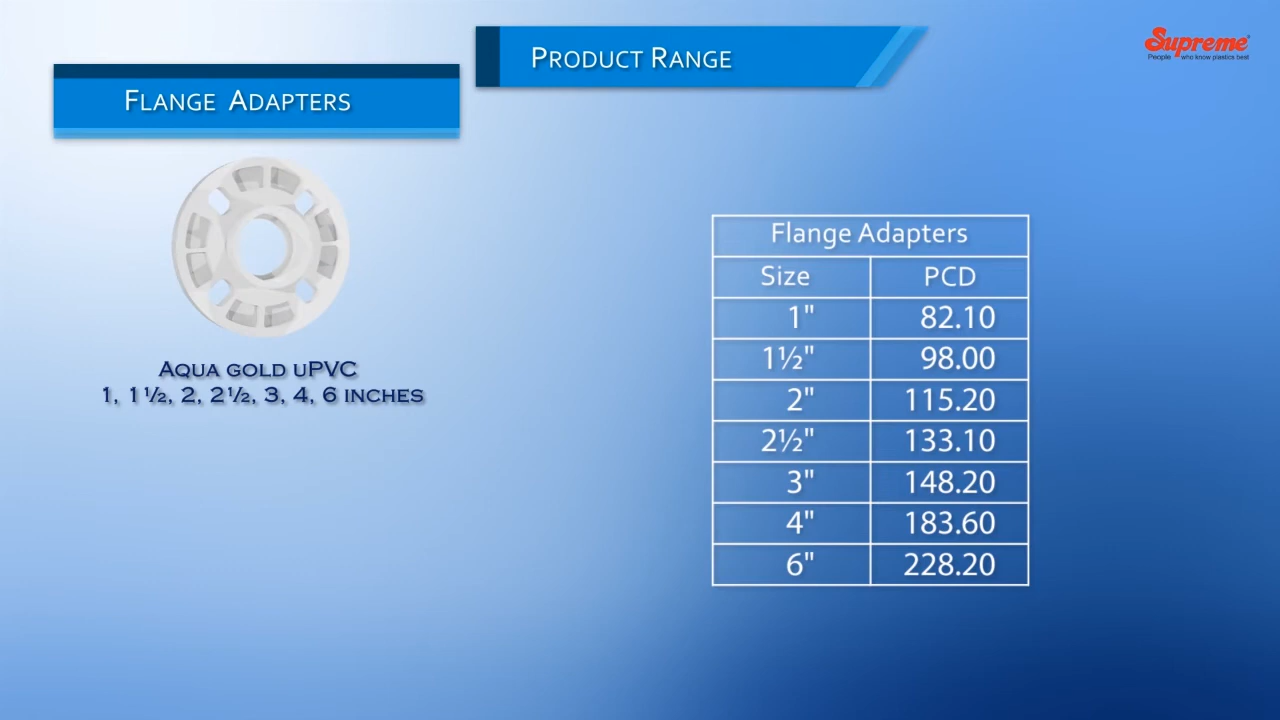 PRODUCT RANGE
Supreme®
People who know plastics best
FLANGE ADAPTERS
AQUA GOLD uPVC
1, 1½, 2, 2½, 3, 4, 6 INCHES
Flange Adapters
Size PCD
1" 82.10
1½" 98.00
2" 115.20
2½" 133.10
3" 148.20
4" 183.60
6" 228.20